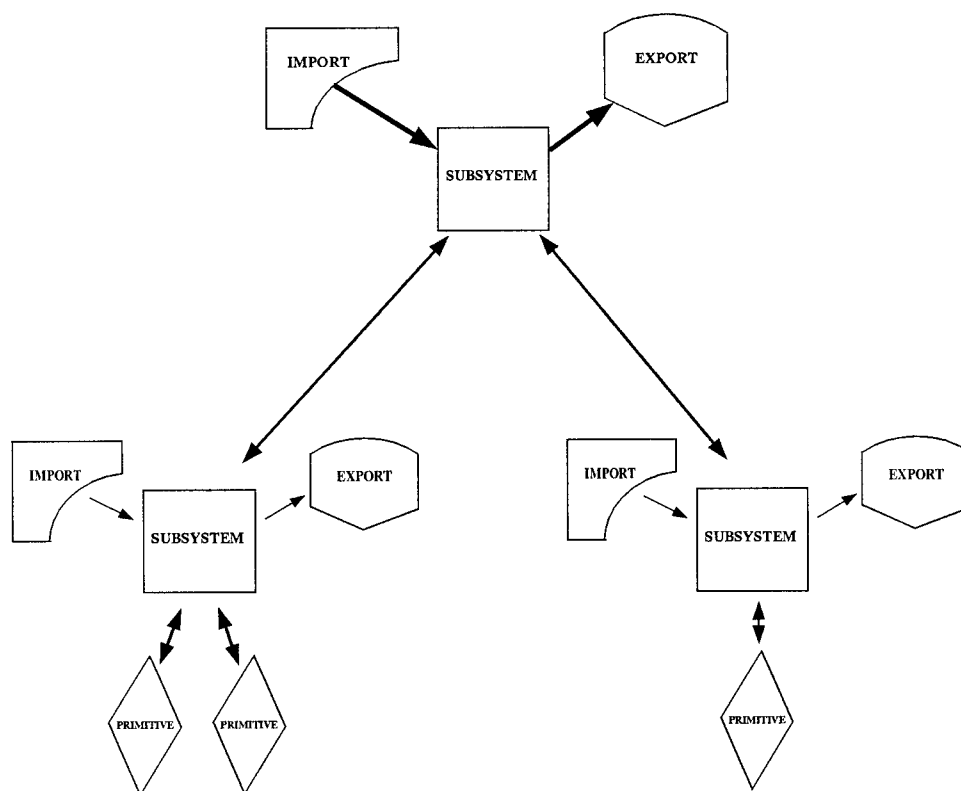 IMPORT
EXPORT
SUBSYSTEM
IMPORT
EXPORT
SUBSYSTEM
IMPORT
EXPORT
SUBSYSTEM
PRIMITIVE
PRIMITIVE
PRIMITIVE